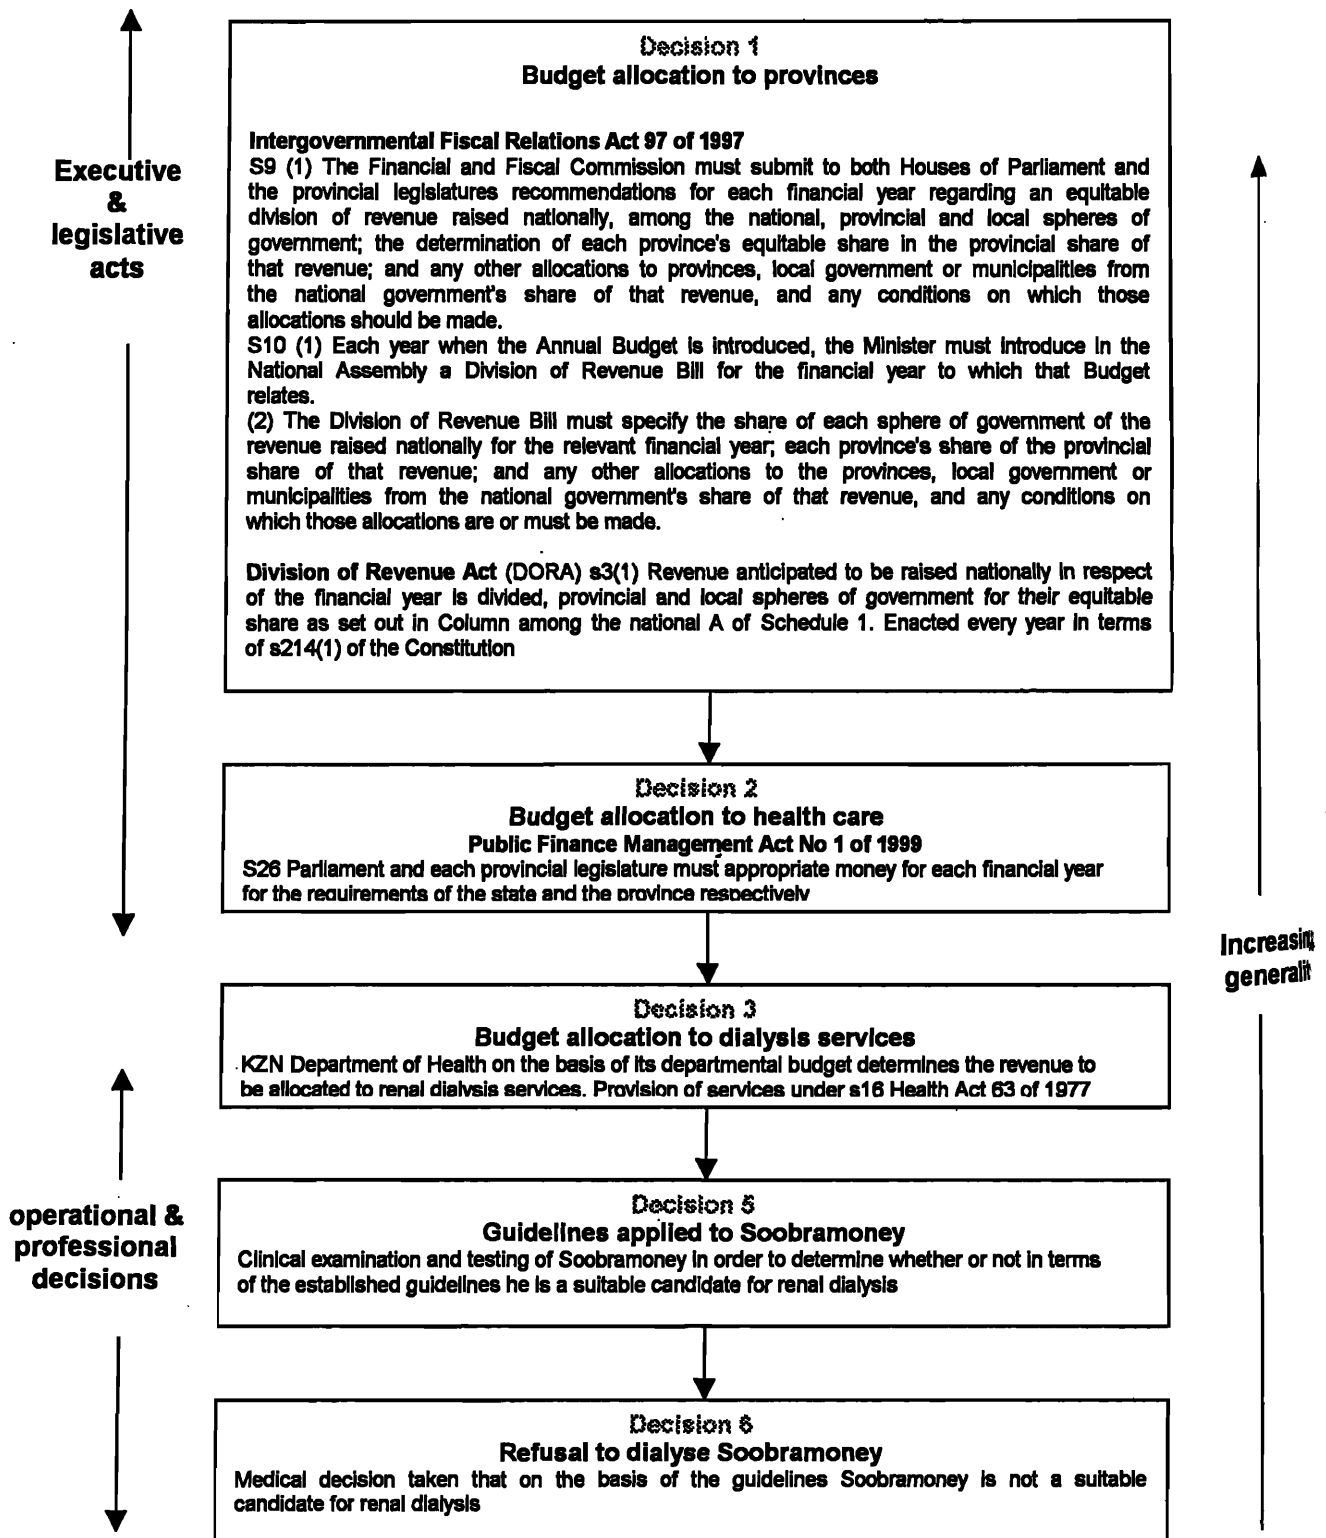 Decision 1
Budget allocation to provinces
Intergovernmental Fiscal Relations Act 97 of 1997
S9 (1) The Financial and Fiscal Commission must submit to both Houses of Parliament and
the provincial legislatures recommendations for each financial year regarding an equitable
division of revenue raised nationally, among the national, provincial and local spheres of
government; the determination of each province's equitable share in the provincial share of
that revenue; and any other allocations to provinces, local government or municipalities from
the national government's share of that revenue, and any conditions on which those
allocations should be made.
S10 (1) Each year when the Annual Budget is introduced, the Minister must introduce in the
National Assembly a Division of Revenue Bill for the financial year to which that Budget
relates.
(2) The Division of Revenue Bill must specify the share of each sphere of government of the
revenue raised nationally for the relevant financial year; each province's share of the provincial
share of that revenue; and any other allocations to the provinces, local government or
municipalities from the national government's share of that revenue, and any conditions on
which those allocations are or must be made.
Division of Revenue Act (DORA) s3(1) Revenue anticipated to be raised nationally in respect
of the financial year is divided, provincial and local spheres of government for their equitable
share as set out in Column among the national A of Schedule 1. Enacted every year in terms
of s214(1) of the Constitution
Executive
&
legislative
acts
Decision 2
Budget allocation to health care
Public Finance Management Act No 1 of 1999
S26 Parliament and each provincial legislature must appropriate money for each financial year
for the requirements of the state and the province respectively
Increasing
generalit
Decision 3
Budget allocation to dialysis services
KZN Department of Health on the basis of its departmental budget determines the revenue to
be allocated to renal dialysis services. Provision of services under s16 Health Act 63 of 1977
operational &
professional
decisions
Decision 5
Guidelines applied to Soobramoney
Clinical examination and testing of Soobramoney in order to determine whether or not in terms
of the established guidelines he is a suitable candidate for renal dialysis
Decision 6
Refusal to dialyse Soobramoney
Medical decision taken that on the basis of the guidelines Soobramoney is not a suitable
candidate for renal dialysis